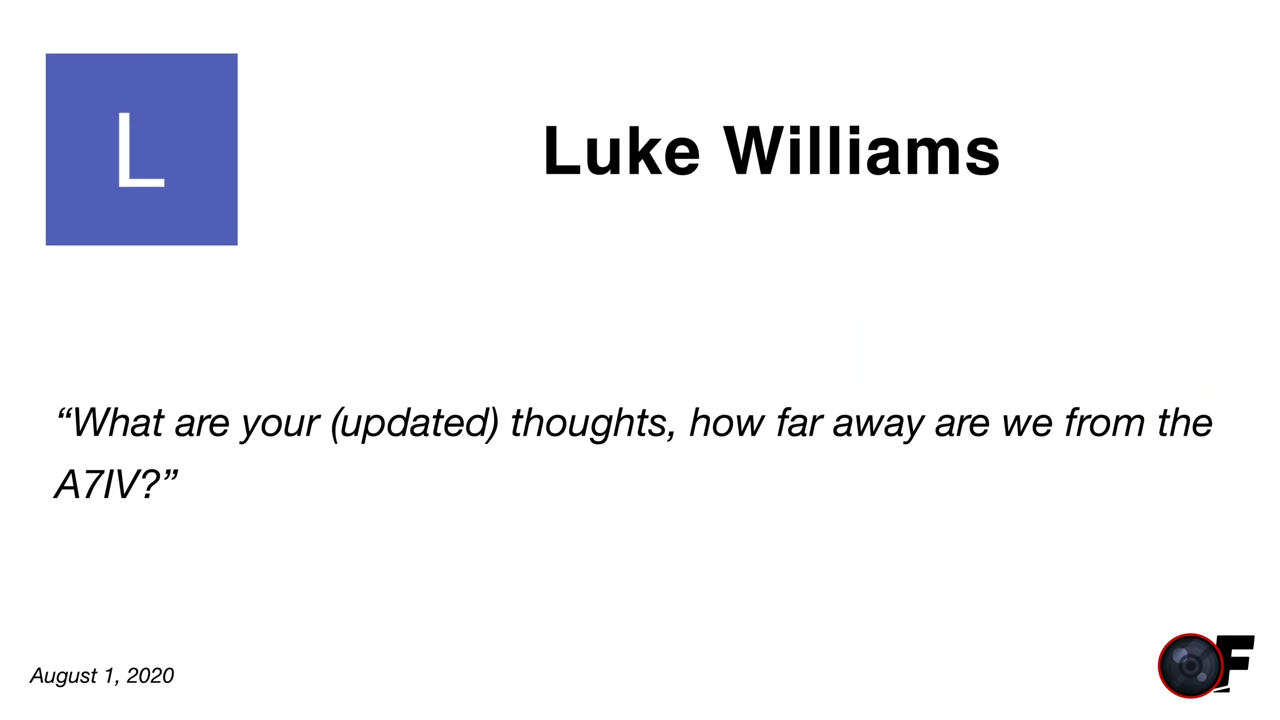 L
Luke Williams
“What are your (updated) thoughts, how far away are we from the
A7IV?”
August 1, 2020
F